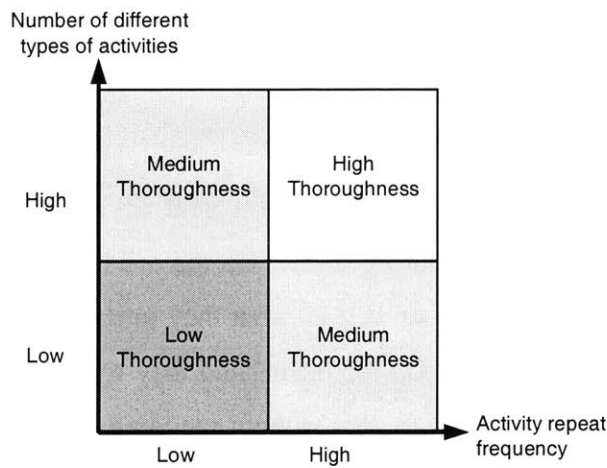 Number of different
types of activities
Medium
Thoroughness
High
Thoroughness
High
Low
Thoroughness
Medium
Thoroughness
Low
Activity repeat
frequency
Low
High